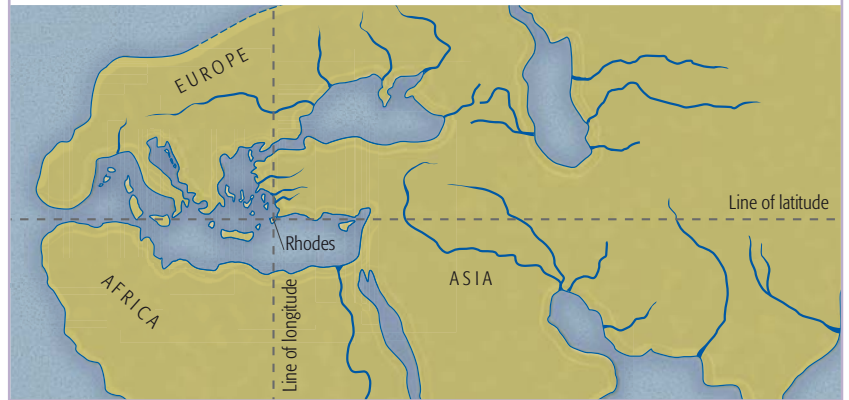 EUROPE
Line of latitude
Rhodes
ASIA
AFRICA
Line of longitude